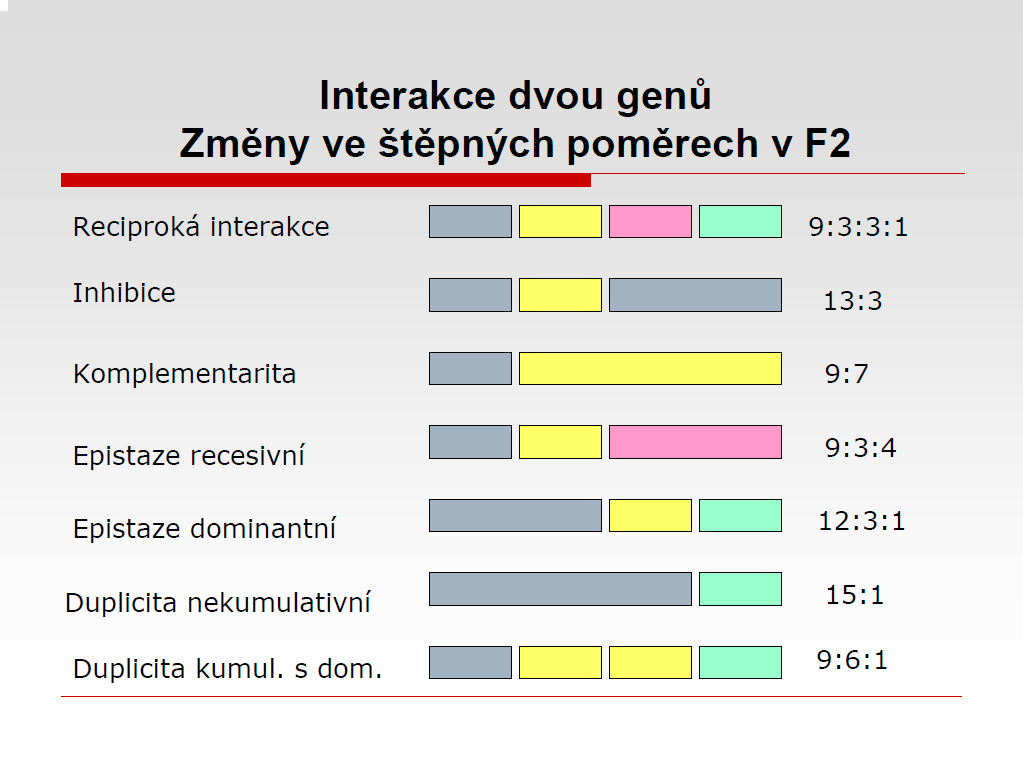 Interakce dvou genů
Změny ve štěpných poměrech v F2
Reciproká interakce 9:3:3:1
Inhibice 13:3
Komplementarita 9:7
Epistaze recesivní 9:3:4
Epistaze dominantní 12:3:1
Duplicita nekumulativní 15:1
Duplicita kumul. s dom. 9:6:1